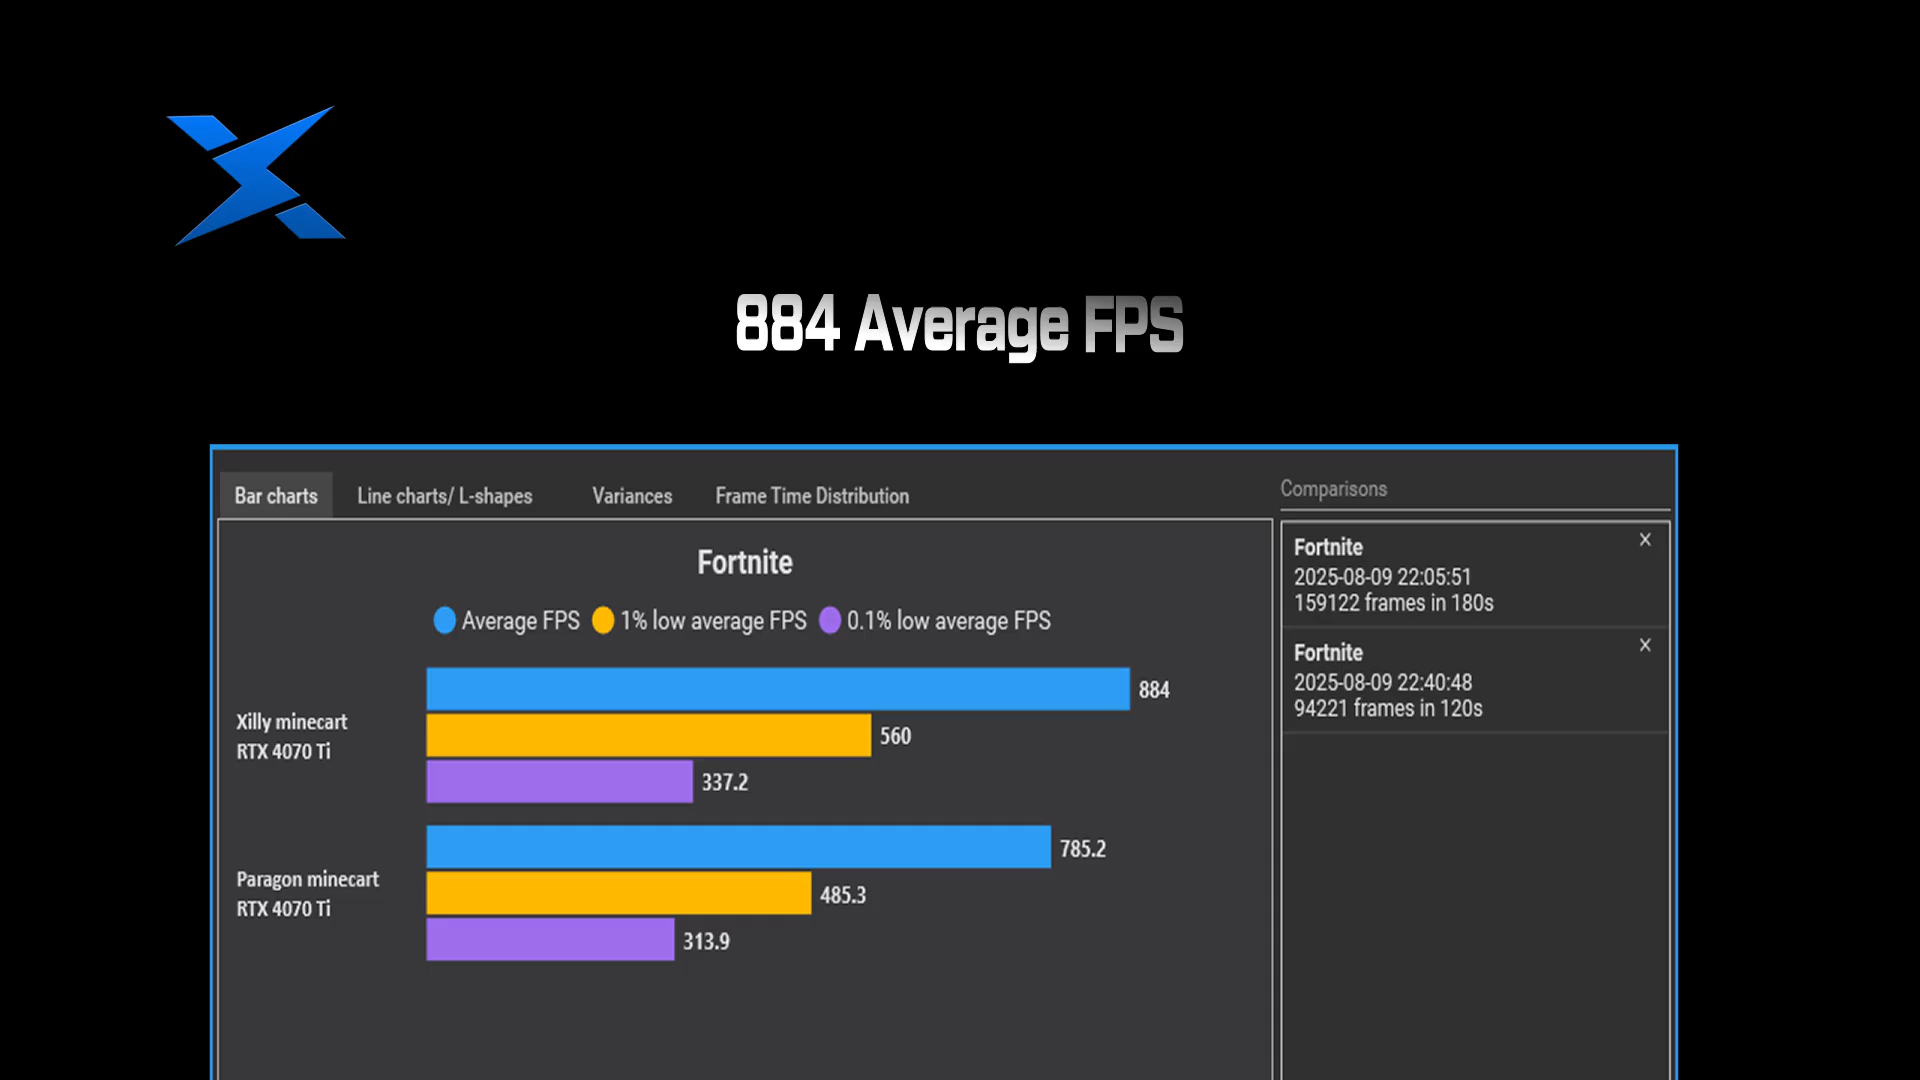 884 Average FPS
Bar charts
Line charts/ L-shapes
Variances
Frame Time Distribution
Comparisons
Fortnite
Average FPS
1% low average FPS
0.1% low average FPS
Xilly minecart
RTX 4070 Ti
884
560
337.2
Paragon minecart
RTX 4070 Ti
785.2
485.3
313.9
Fortnite
X
2025-08-09 22:05:51
159122 frames in 180s
Fortnite
X
2025-08-09 22:40:48
94221 frames in 120s